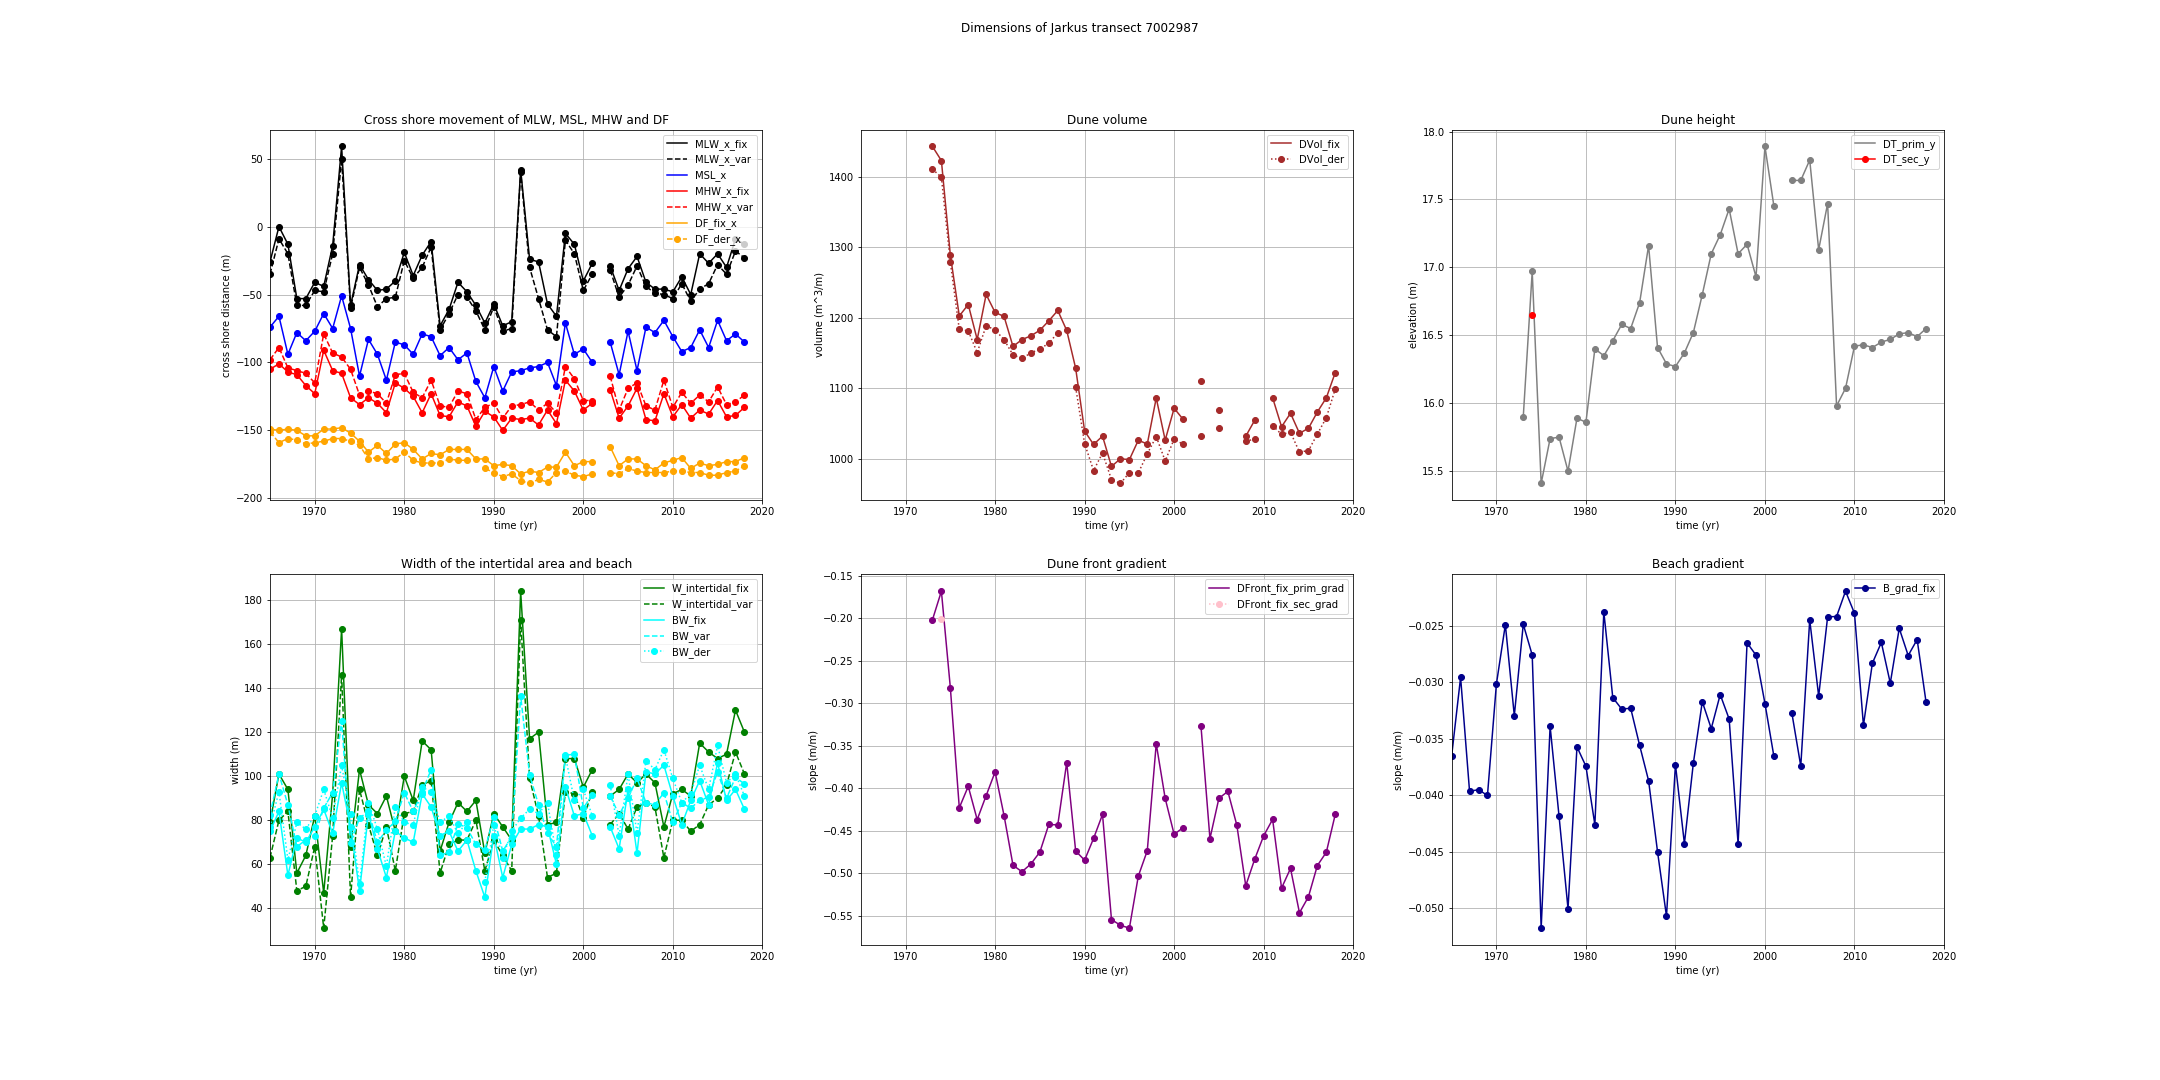 Dimensions of Jarkus transect 7002987
Cross shore movement of MLW, MSL, MHW and DF
cross shore distance (m)
50
0
−50
−100
−150
−200
MLW_x_fix
MLW_x_var
MSL_x
MHW_x_fix
MHW_x_var
DF_fix_x
DF_der_x
1970 1980 1990 2000 2010 2020
time (yr)
Dune volume
volume (m^3/m)
1400
1300
1200
1100
1000
DVol_fix
DVol_der
1970 1980 1990 2000 2010 2020
time (yr)
Dune height
elevation (m)
18.0
17.5
17.0
16.5
16.0
15.5
DT_prim_y
DT_sec_y
1970 1980 1990 2000 2010 2020
time (yr)
Width of the intertidal area and beach
width (m)
180
160
140
120
100
80
60
40
W_intertidal_fix
W_intertidal_var
BW_fix
BW_var
BW_der
1970 1980 1990 2000 2010 2020
time (yr)
Dune front gradient
slope (m/m)
−0.15
−0.20
−0.25
−0.30
−0.35
−0.40
−0.45
−0.50
−0.55
DFront_fix_prim_grad
DFront_fix_sec_grad
1970 1980 1990 2000 2010 2020
time (yr)
Beach gradient
slope (m/m)
−0.025
−0.030
−0.035
−0.040
−0.045
−0.050
B_grad_fix
1970 1980 1990 2000 2010 2020
time (yr)